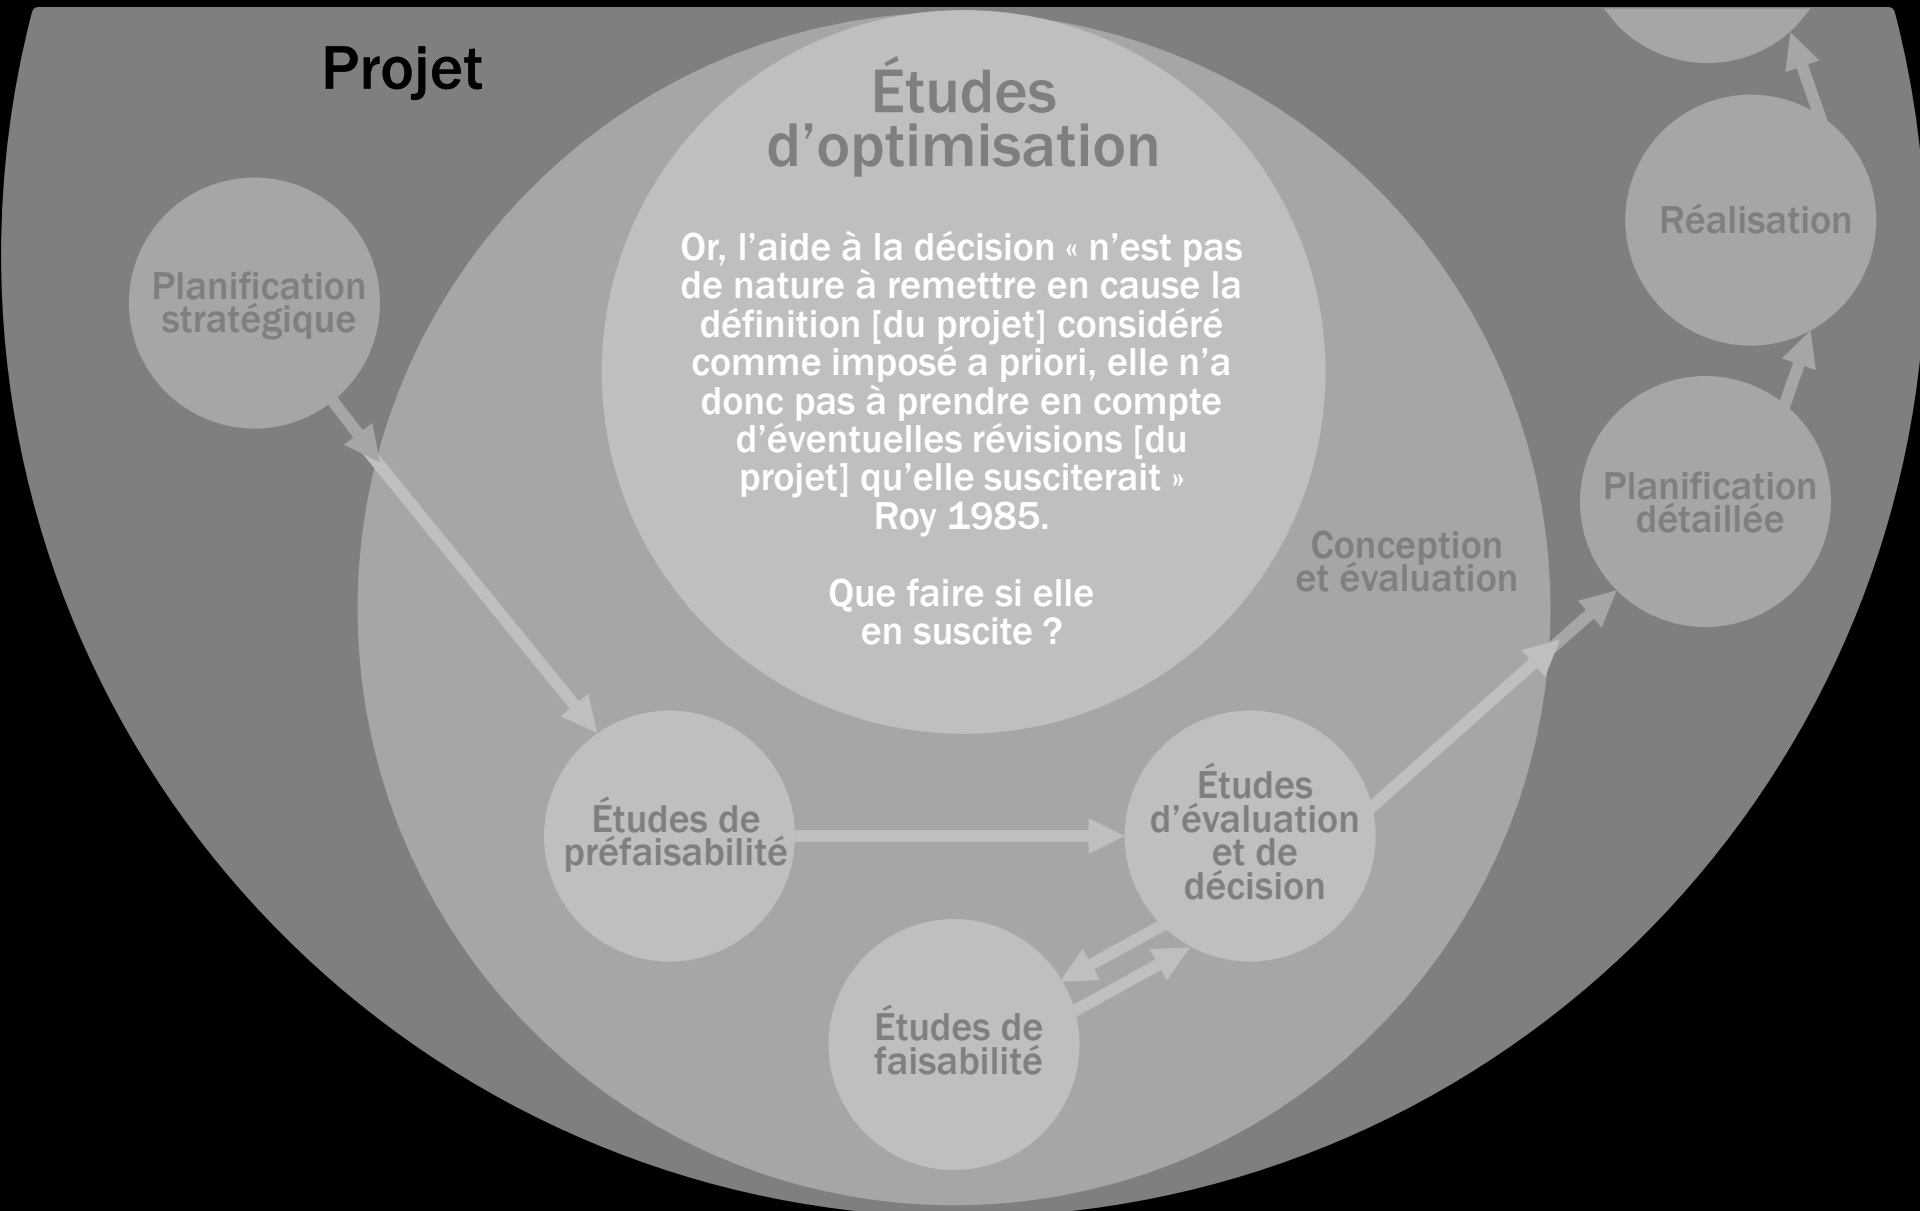 Projet
Études
d’optimisation
Or, l’aide à la décision « n’est pas
de nature à remettre en cause la
définition [du projet] considéré
comme imposé a priori, elle n’a
donc pas à prendre en compte
d’éventuelles révisions [du
projet] qu’elle susciterait »
Roy 1985.
Que faire si elle
en suscite ?
Planification
stratégique
Réalisation
Planification
détaillée
Conception
et évaluation
Études de
préfaisabilité
Études
d’évaluation
et de
décision
Études de
faisabilité